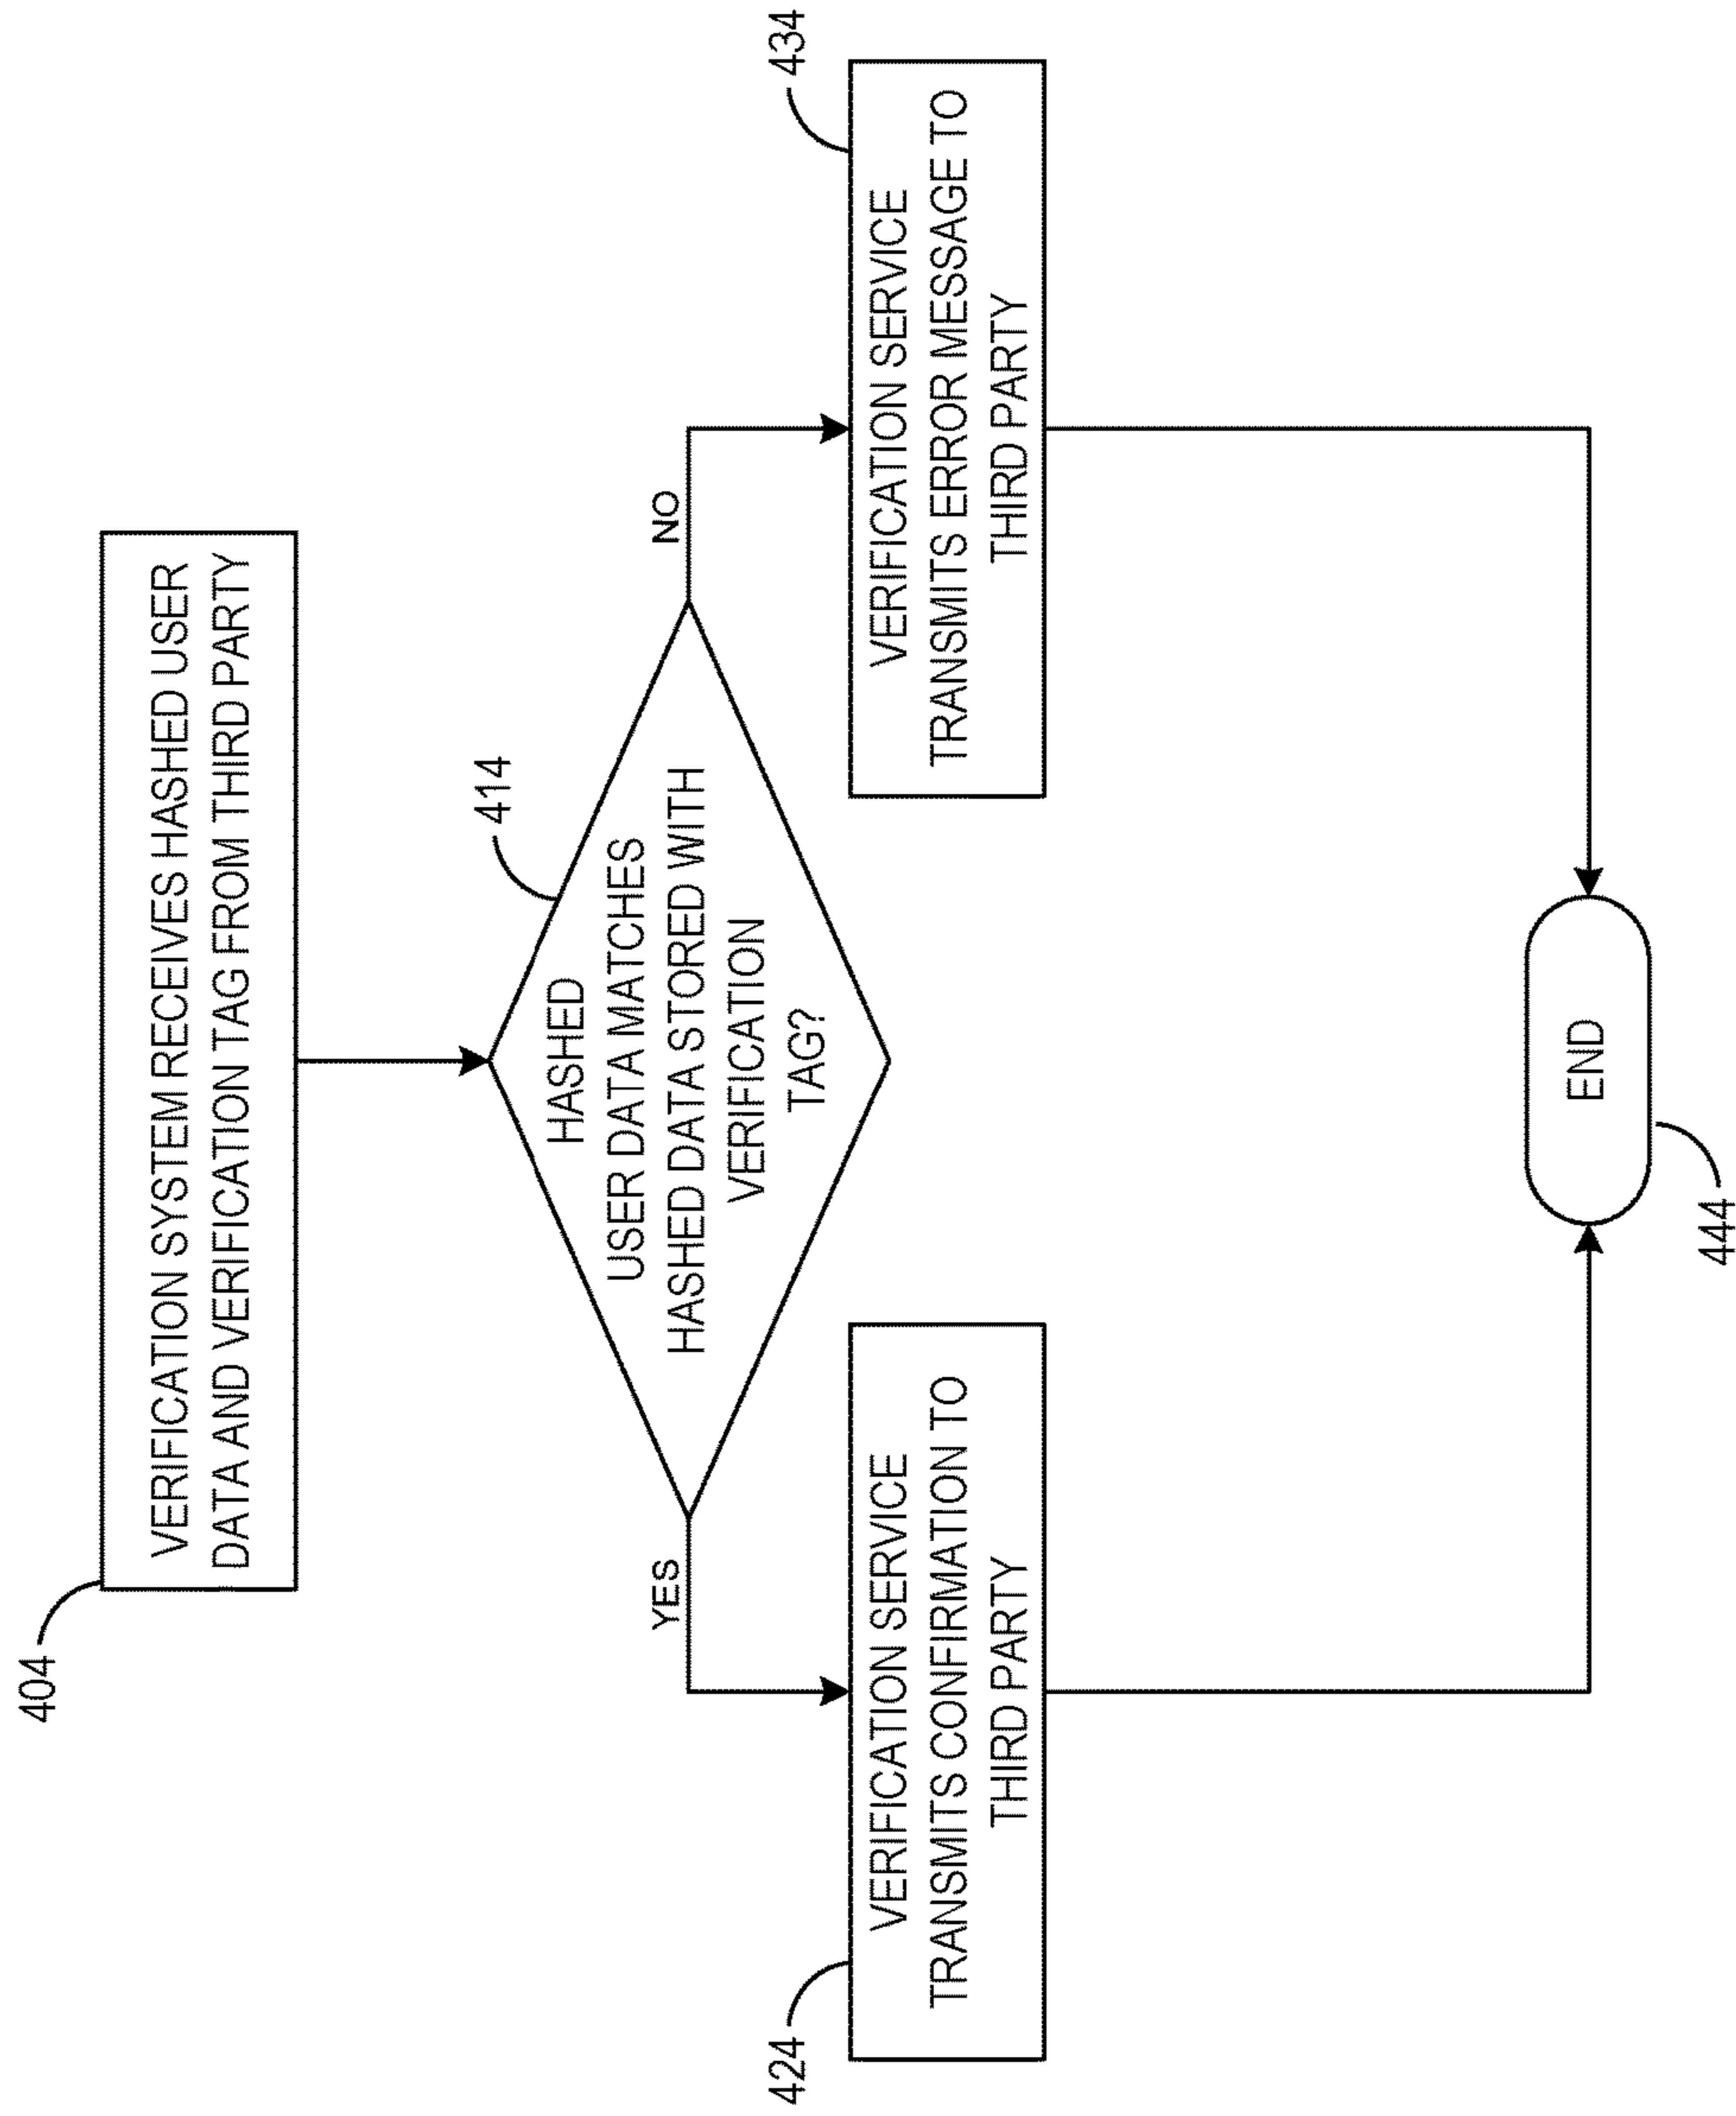 404
VERIFICATION SYSTEM RECEIVES HASHED USER
DATA AND VERIFICATION TAG FROM THIRD PARTY
414
HASHED
USER DATA MATCHES
HASHED DATA STORED WITH
VERIFICATION
TAG?
YES
NO
424
VERIFICATION SERVICE
TRANSMITS CONFIRMATION TO
THIRD PARTY
434
VERIFICATION SERVICE
TRANSMITS ERROR MESSAGE TO
THIRD PARTY
END
444